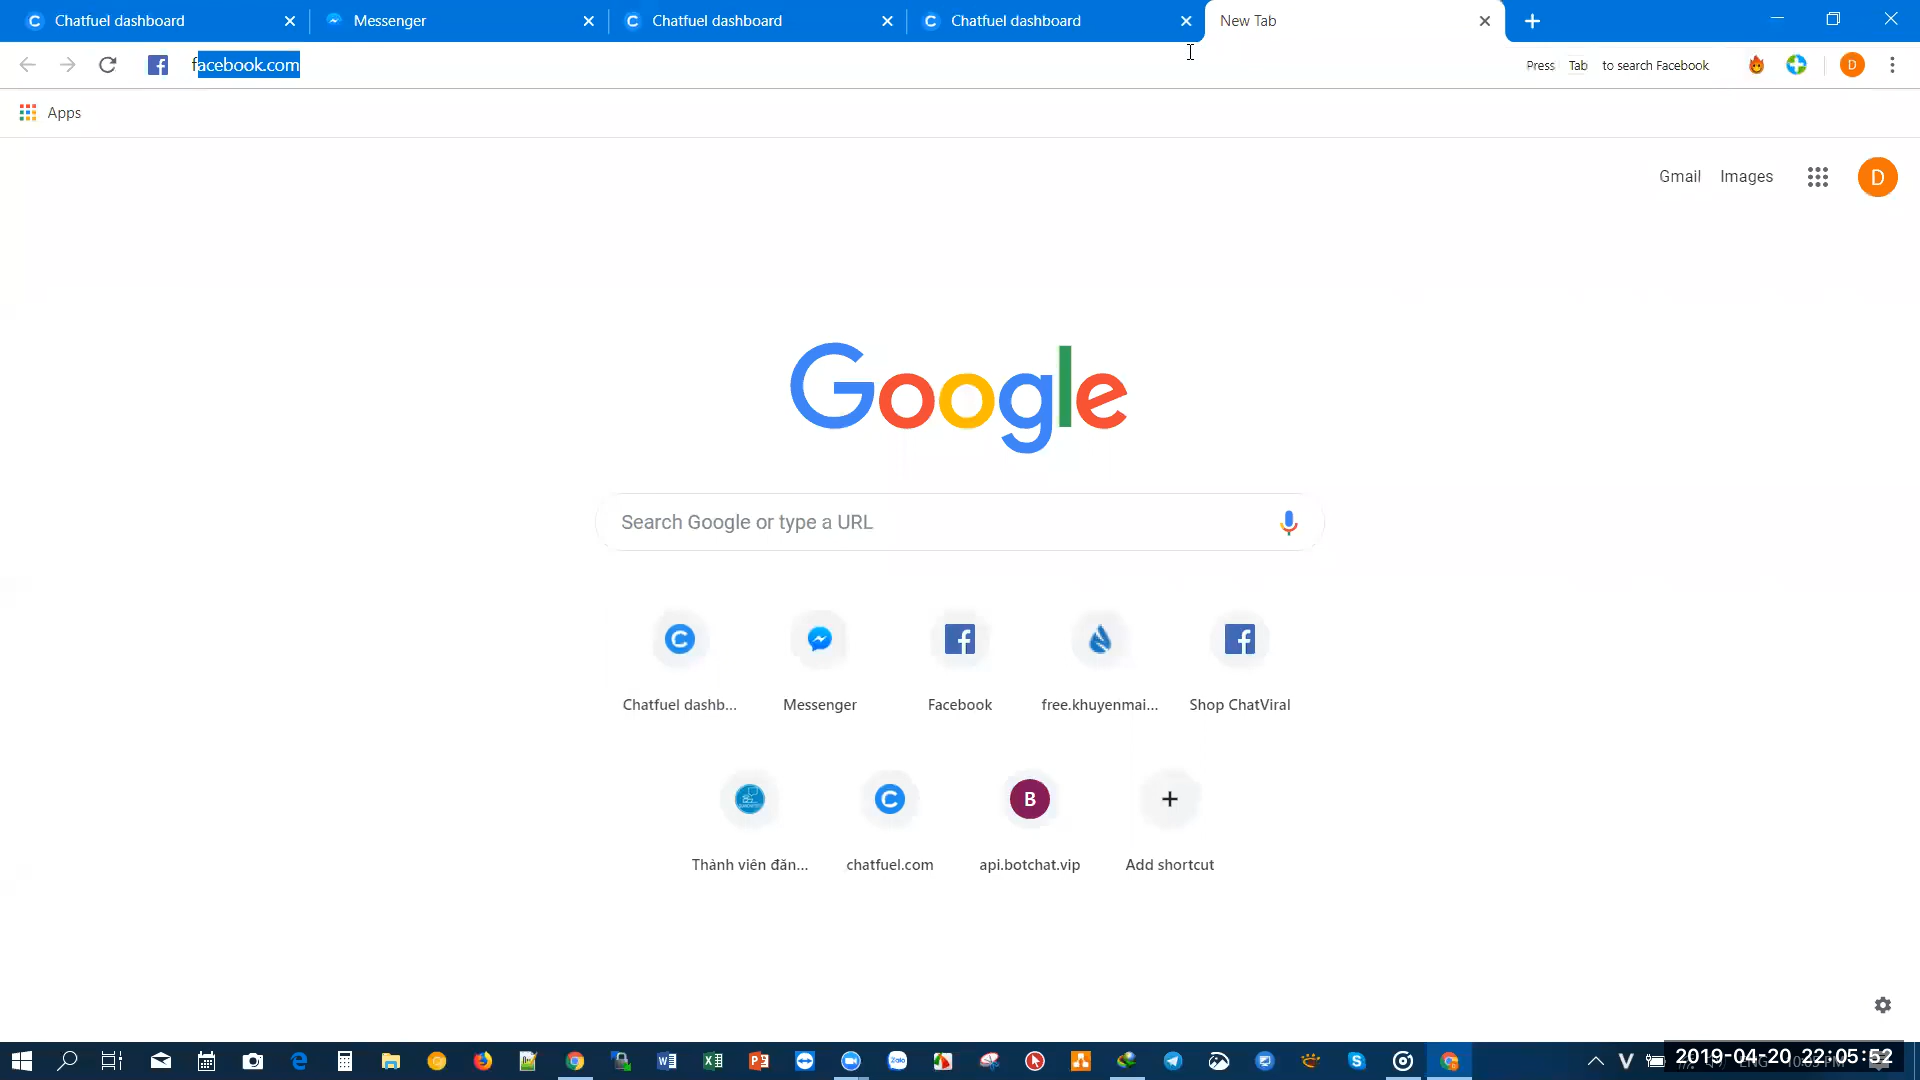 Chatfuel dashboard
Messenger
Chatfuel dashboard
Chatfuel dashboard
New Tab
facebook.com
Press Tab to search Facebook
D
Apps
Gmail
Images
D
Google
Search Google or type a URL
Chatfuel dashb...
Messenger
Facebook
free.khuyenmai...
Shop ChatViral
B
Thành viên đăn...
chatfuel.com
api.botchat.vip
Add shortcut
2019-04-20 22:05:52